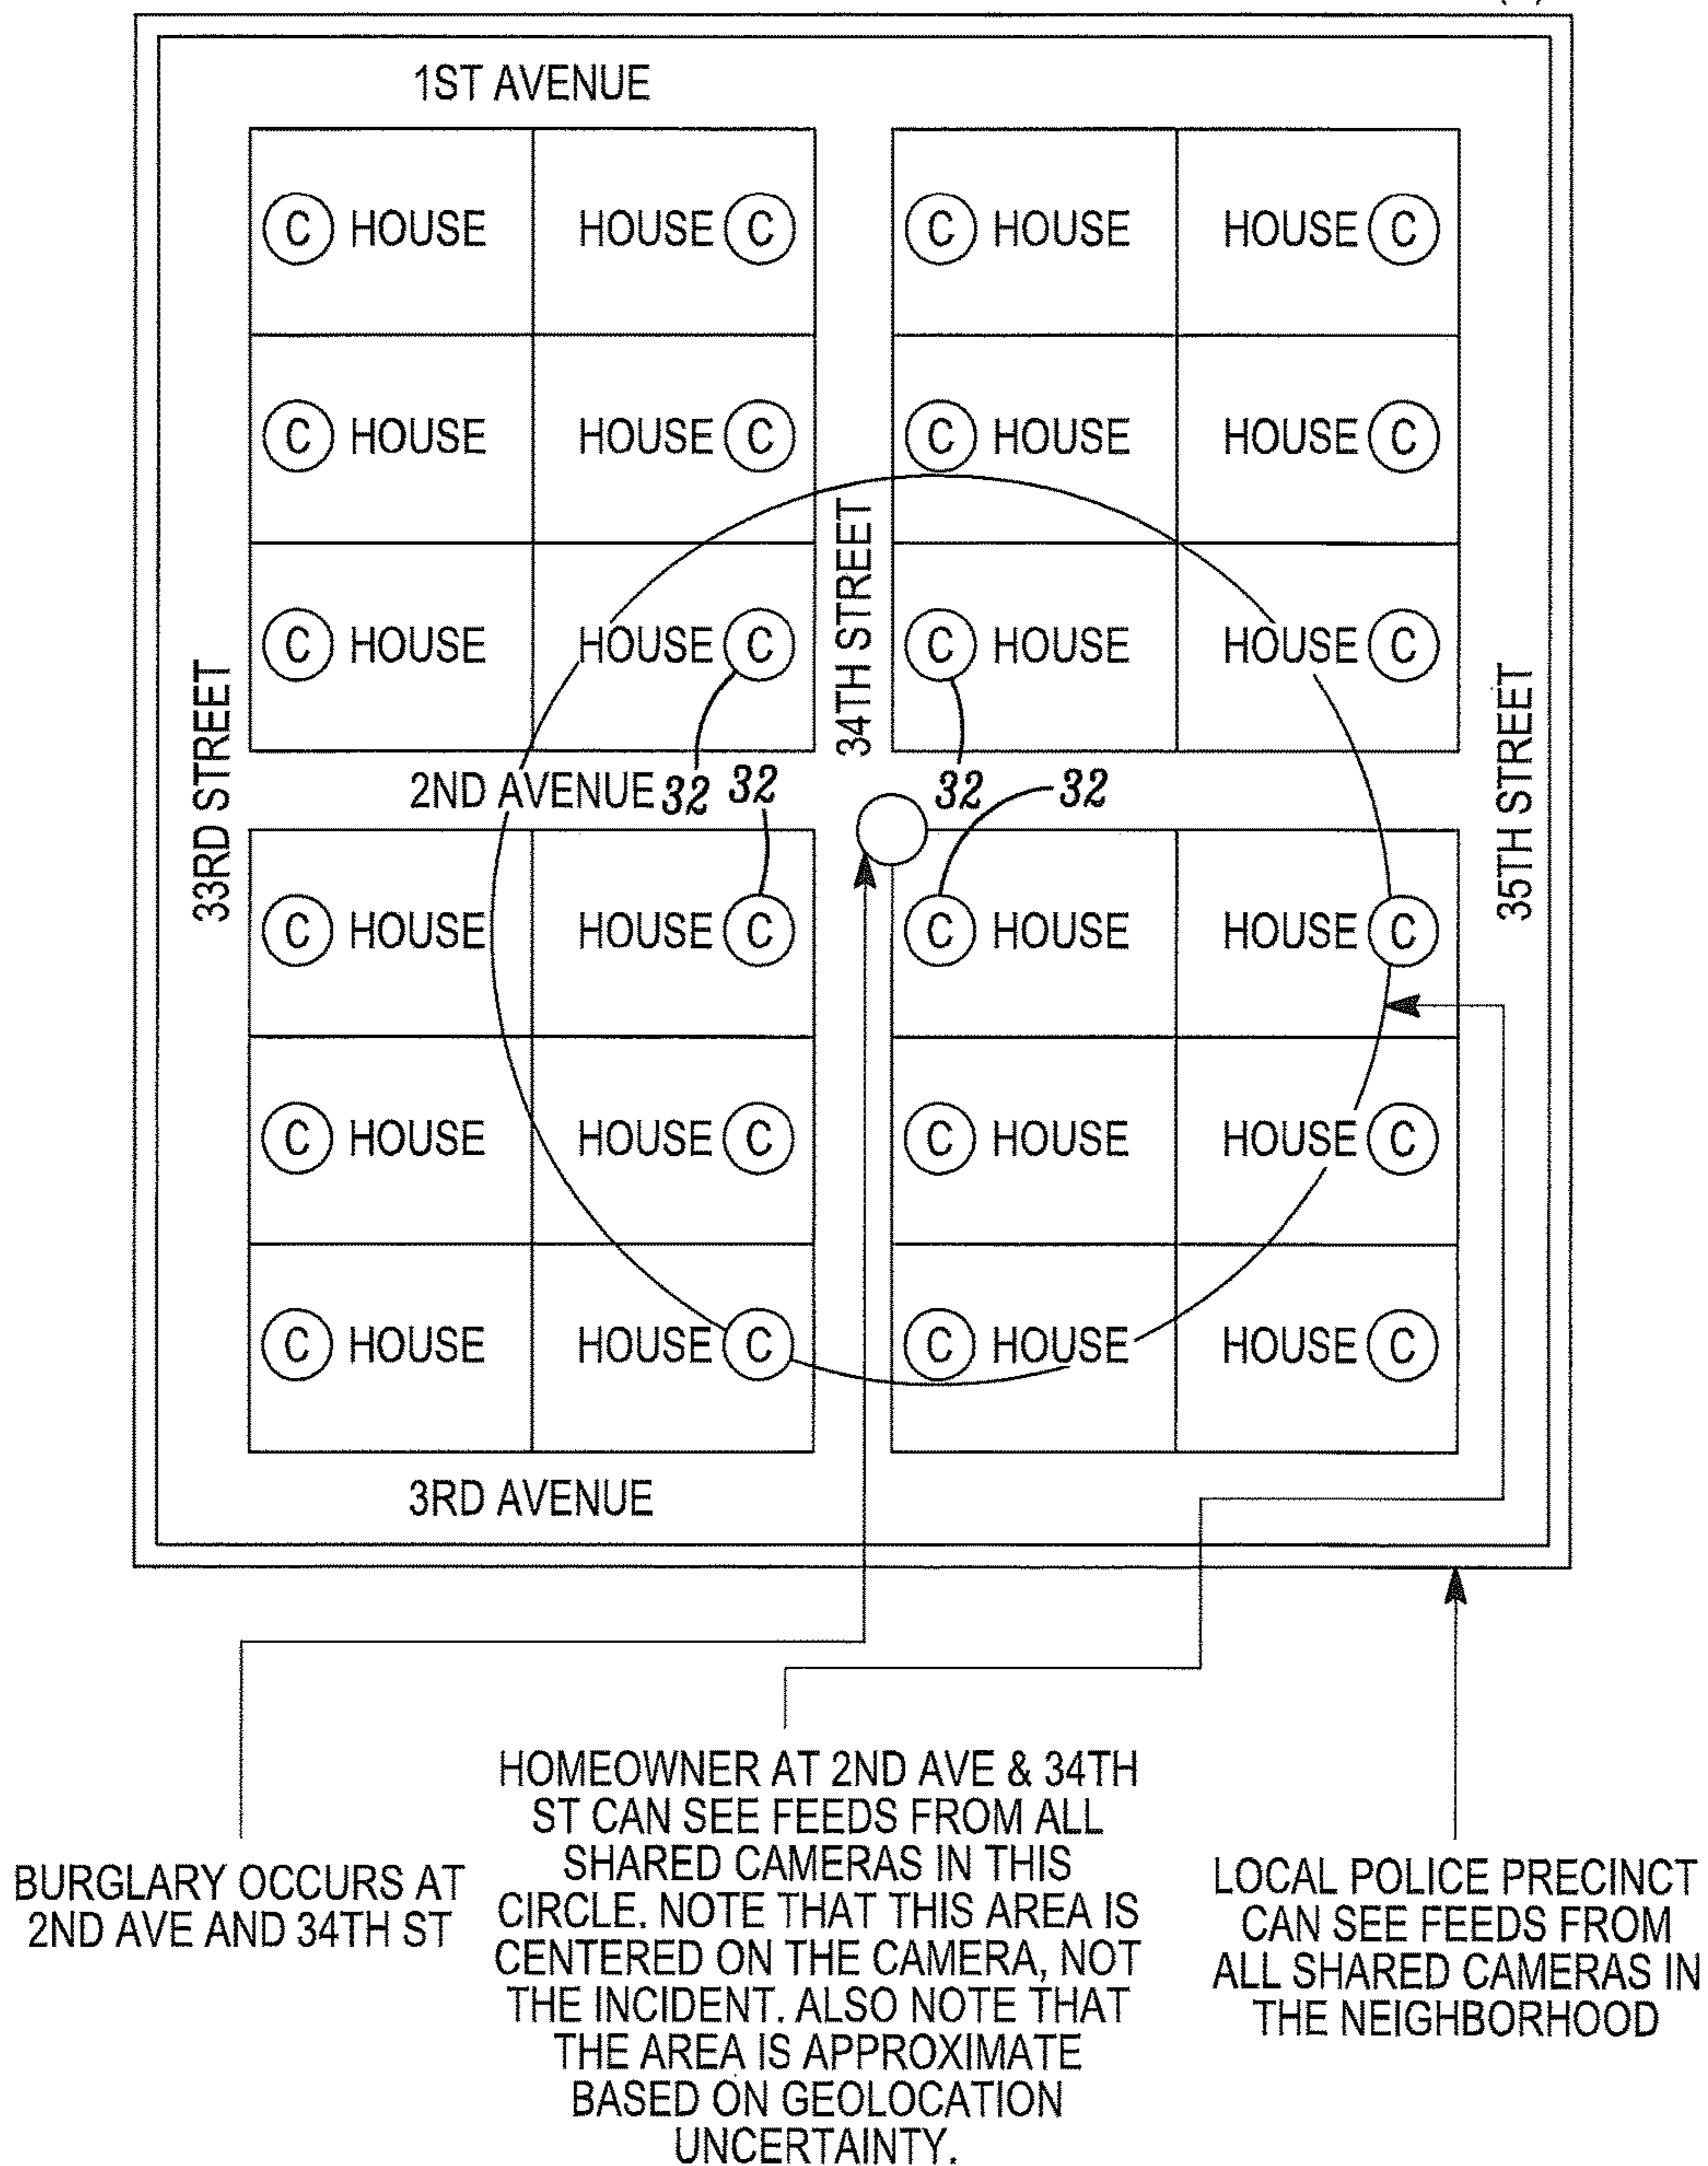 1ST AVENUE
C HOUSE HOUSE C C HOUSE HOUSE C
C HOUSE HOUSE C C HOUSE HOUSE C
34TH STREET
C HOUSE HOUSE C C HOUSE HOUSE C
33RD STREET
35TH STREET
2ND AVENUE 32 32 32 32
C HOUSE HOUSE C C HOUSE HOUSE C
C HOUSE HOUSE C C HOUSE HOUSE C
C HOUSE HOUSE C C HOUSE HOUSE C
3RD AVENUE
BURGLARY OCCURS AT
2ND AVE AND 34TH ST
HOMEOWNER AT 2ND AVE & 34TH
ST CAN SEE FEEDS FROM ALL
SHARED CAMERAS IN THIS
CIRCLE. NOTE THAT THIS AREA IS
CENTERED ON THE CAMERA, NOT
THE INCIDENT. ALSO NOTE THAT
THE AREA IS APPROXIMATE
BASED ON GEOLOCATION
UNCERTAINTY.
LOCAL POLICE PRECINCT
CAN SEE FEEDS FROM
ALL SHARED CAMERAS IN
THE NEIGHBORHOOD